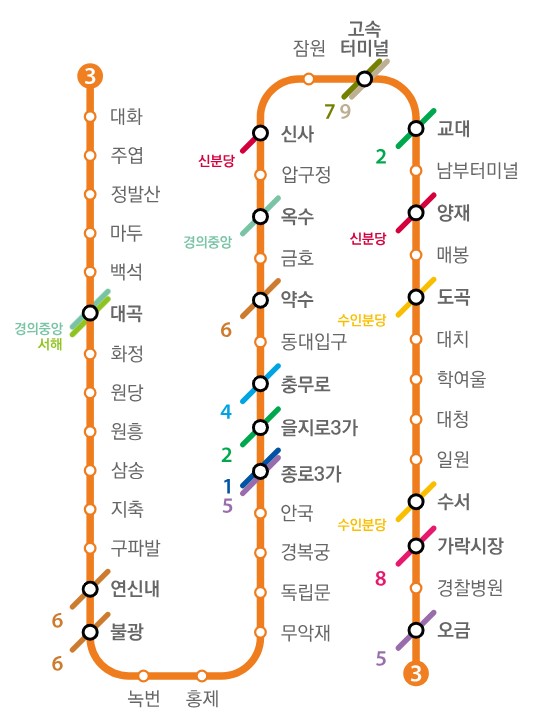 3
대화
주엽
정발산
마두
백석
대곡
경의중앙
서해
화정
원당
원흥
삼송
지축
구파발
연신내
6
불광
6
녹번
홍제
무악재
독립문
경복궁
안국
종로3가
1
5
을지로3가
2
충무로
4
동대입구
약수
6
금호
옥수
경의중앙
압구정
신사
신분당
잠원
고속
터미널
7 9
교대
2
남부터미널
양재
신분당
매봉
도곡
수인분당
대치
학여울
대청
일원
수서
수인분당
가락시장
8
경찰병원
오금
5
3